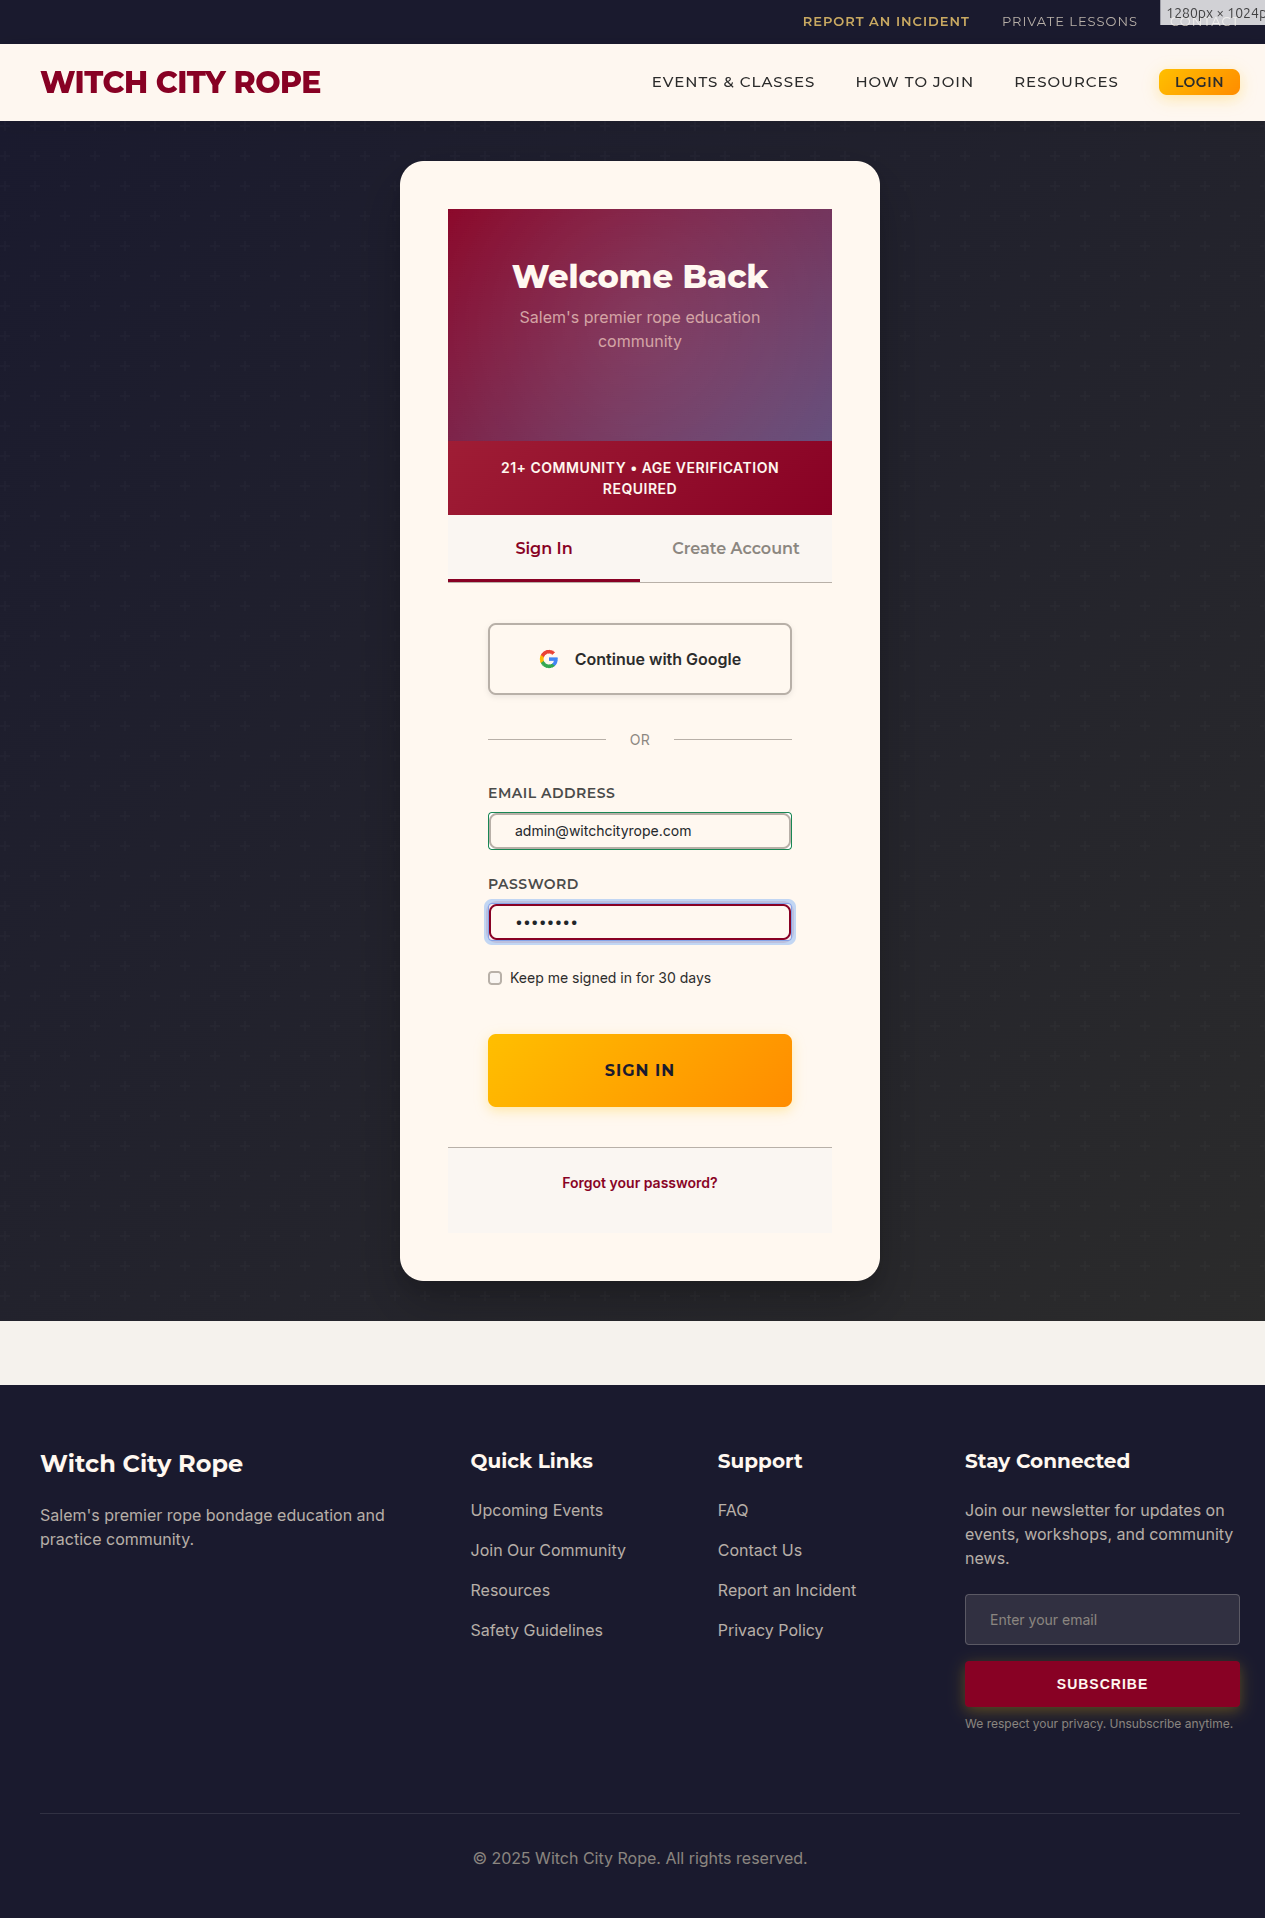 REPORT AN INCIDENT PRIVATE LESSONS CONTACT
1280px × 1024p
WITCH CITY ROPE
EVENTS & CLASSES HOW TO JOIN RESOURCES LOGIN
Welcome Back
Salem's premier rope education
community
21+ COMMUNITY • AGE VERIFICATION
REQUIRED
Sign In Create Account
Continue with Google
OR
EMAIL ADDRESS
admin@witchcityrope.com
PASSWORD
••••••••
Keep me signed in for 30 days
SIGN IN
Forgot your password?
Witch City Rope
Salem's premier rope bondage education and
practice community.
Quick Links
Upcoming Events
Join Our Community
Resources
Safety Guidelines
Support
FAQ
Contact Us
Report an Incident
Privacy Policy
Stay Connected
Join our newsletter for updates on
events, workshops, and community
news.
Enter your email
SUBSCRIBE
We respect your privacy. Unsubscribe anytime.
© 2025 Witch City Rope. All rights reserved.